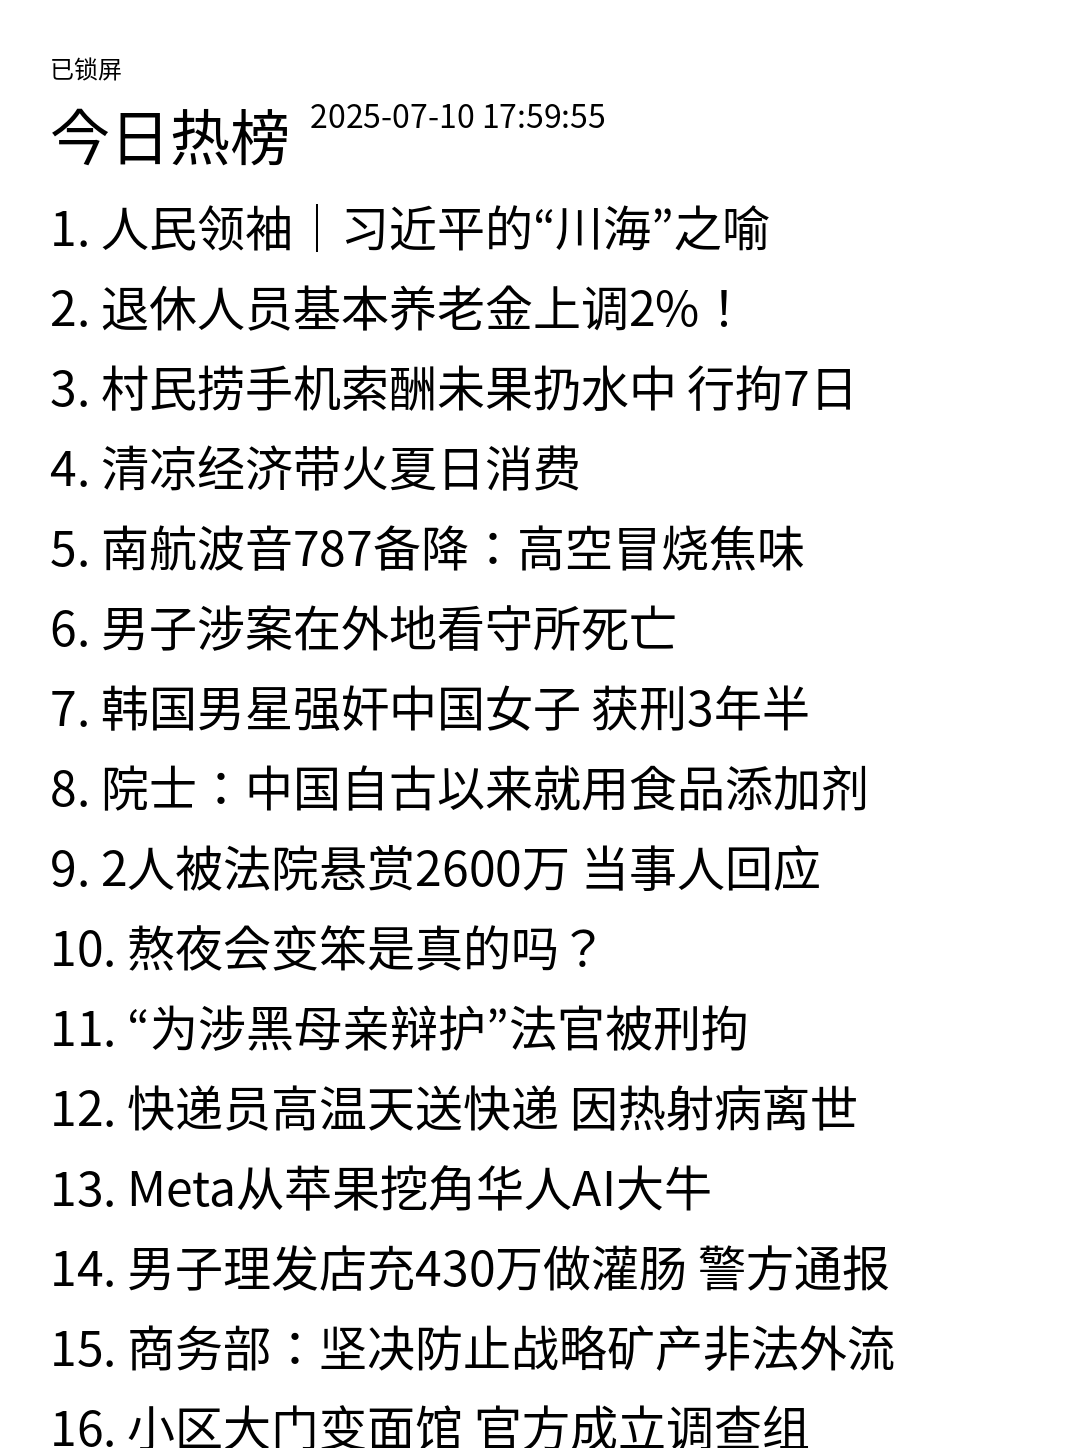 已锁屏
今日热榜 2025-07-10 17:59:55
1. 人民领袖｜习近平的“川海”之喻
2. 退休人员基本养老金上调2%！
3. 村民捞手机索酬未果扔水中 行拘7日
4. 清凉经济带火夏日消费
5. 南航波音787备降：高空冒烧焦味
6. 男子涉案在外地看守所死亡
7. 韩国男星强奸中国女子 获刑3年半
8. 院士：中国自古以来就用食品添加剂
9. 2人被法院悬赏2600万 当事人回应
10. 熬夜会变笨是真的吗？
11. “为涉黑母亲辩护”法官被刑拘
12. 快递员高温天送快递 因热射病离世
13. Meta从苹果挖角华人AI大牛
14. 男子理发店充430万做灌肠 警方通报
15. 商务部：坚决防止战略矿产非法外流
16. 小区大门变面馆 官方成立调查组